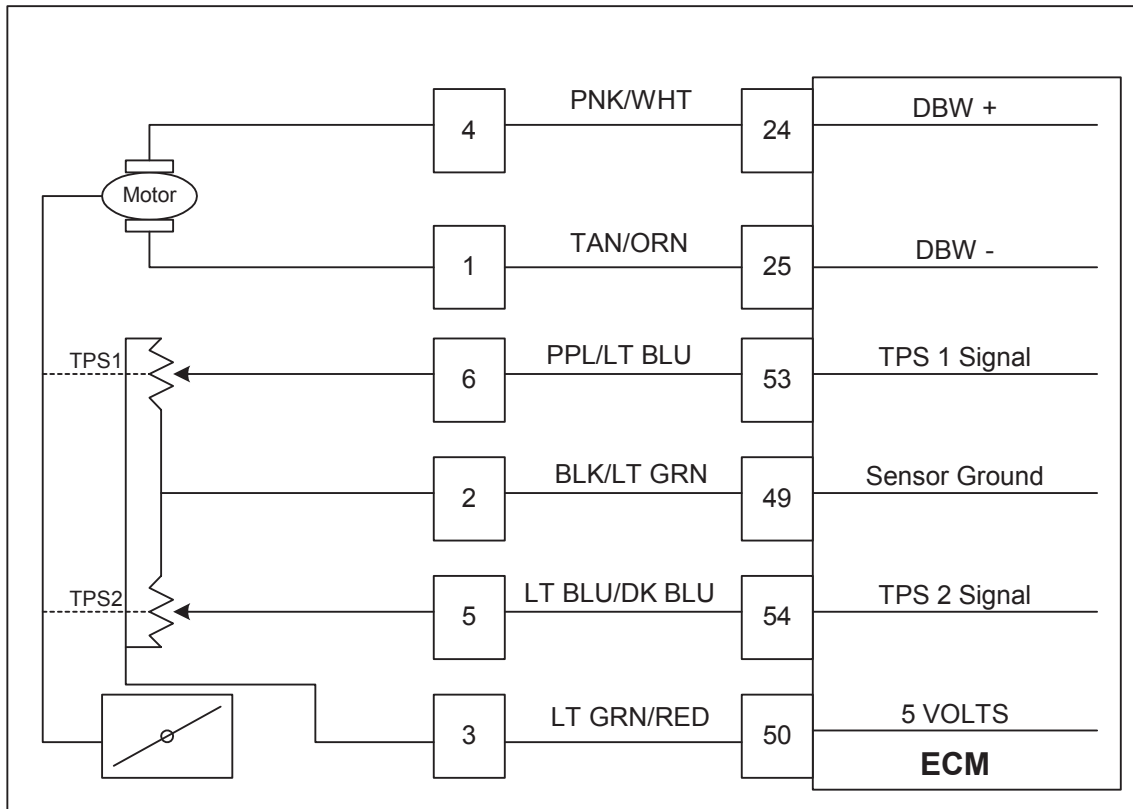 PNK/WHT
4
24
DBW +
Motor
TAN/ORN
1
25
DBW -
TPS1
PPL/LT BLU
6
53
TPS 1 Signal
BLK/LT GRN
2
49
Sensor Ground
TPS2
LT BLU/DK BLU
5
54
TPS 2 Signal
LT GRN/RED
3
50
5 VOLTS
ECM